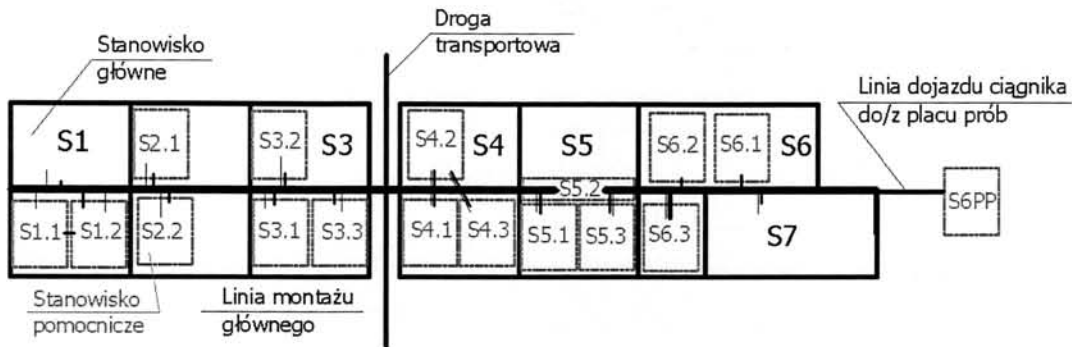 Droga
transportowa
Stanowisko
główne
Linia dojazdu ciągnika
do/z placu prób
S1
S2.1
S3.2
S3
S4.2
S4
S5
S6.2
S6.1
S6
S5.2
S6PP
S1.1
S1.2
S2.2
S3.1
S3.3
S4.1
S4.3
S5.1
S5.3
S6.3
S7
Stanowisko
pomocnicze
Linia montażu
głównego